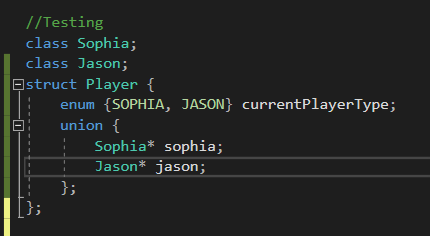 //Testing
class Sophia;
class Jason;
struct Player {
enum {SOPHIA, JASON} currentPlayerType;
union {
Sophia* sophia;
Jason* jason;
};
};